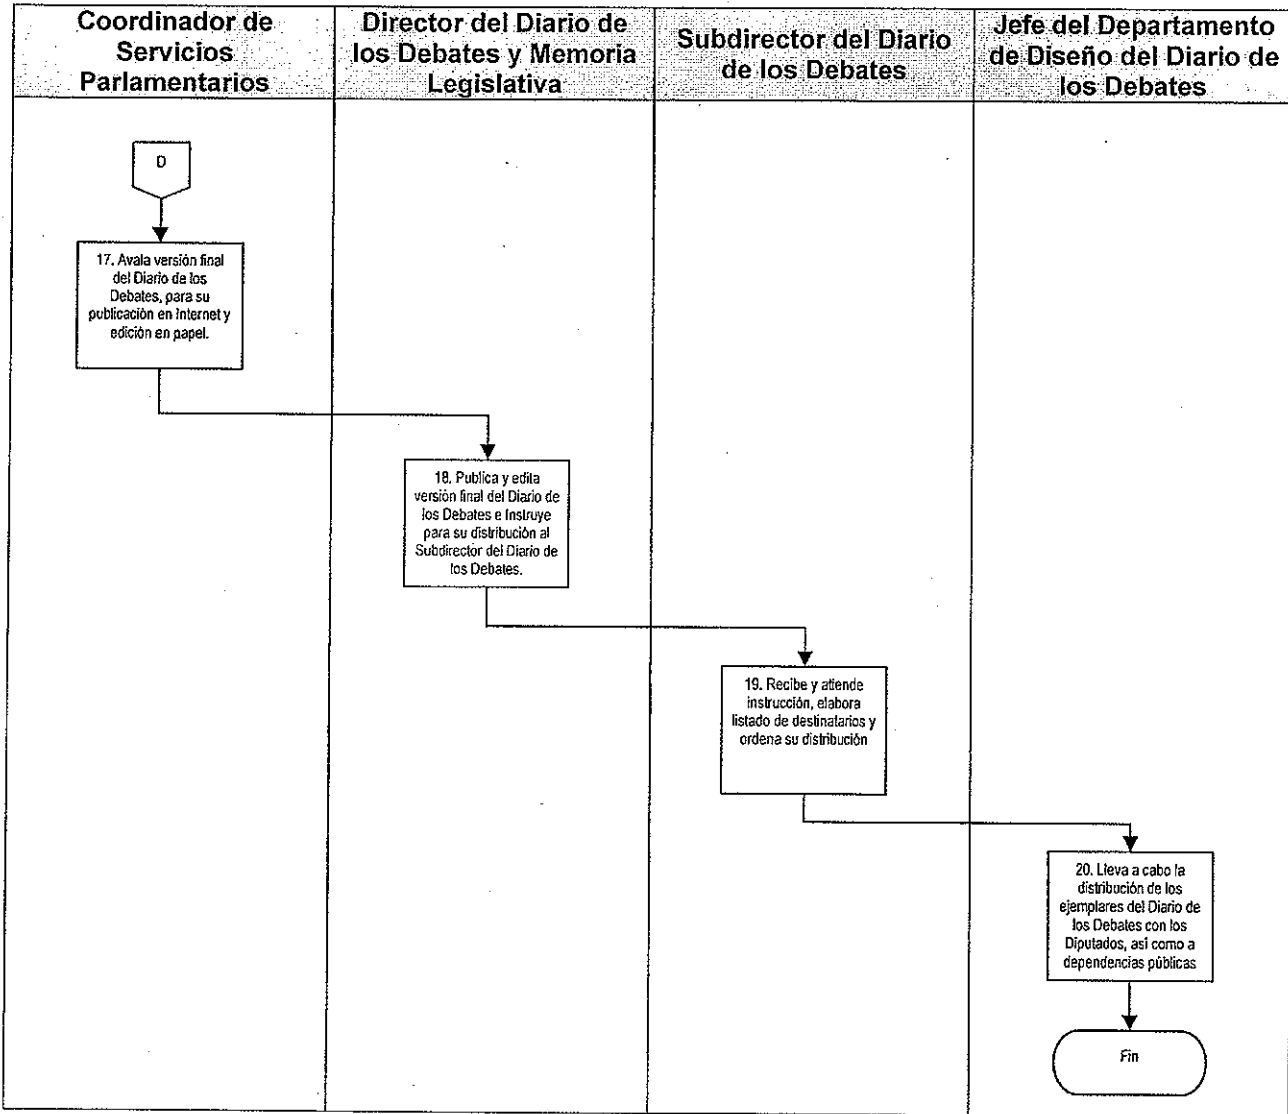 Coordinador de
Servicios
Parlamentarios
Director del Diario de
los Debates y Memoria
Legislativa
Subdirector del Diario
de los Debates
Jefe del Departamento
de Diseño del Diario de
los Debates
D
17. Avala versión final
del Diario de los
Debates, para su
publicación en Internet y
edición en papel.
18. Publica y edita
versión final del Diario de
los Debates e Instruye
para su distribución al
Subdirector del Diario de
los Debates.
19. Recibe y atiende
instrucción, elabora
listado de destinatarios y
ordena su distribución
20. Lleva a cabo la
distribución de los
ejemplares del Diario de
los Debates con los
Diputados, así como a
dependencias públicas
Fin